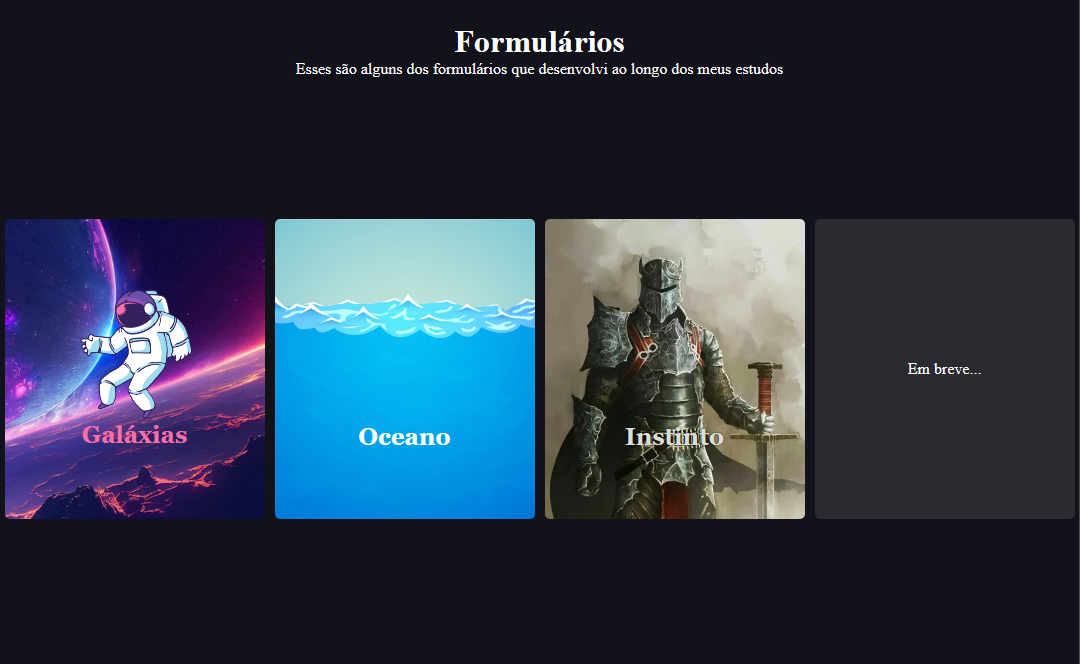 Formulários
Esses são alguns dos formulários que desenvolvi ao longo dos meus estudos
Galáxias
Oceano
Instinto
Em breve...